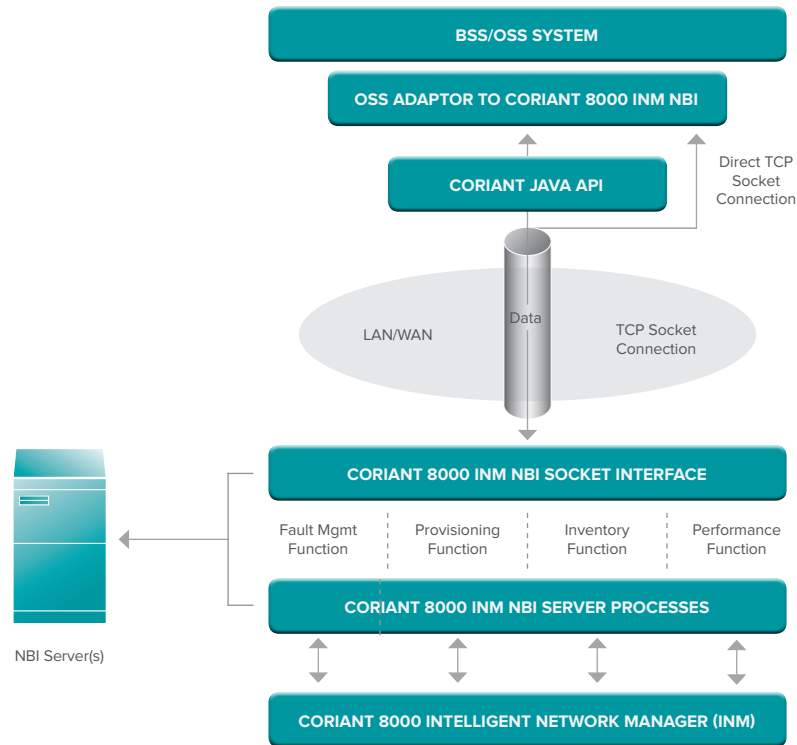 BSS/OSS SYSTEM
OSS ADAPTOR TO CORIANT 8000 INM NBI
Direct TCP
Socket
Connection
CORIANT JAVA API
Data
LAN/WAN
TCP Socket
Connection
CORIANT 8000 INM NBI SOCKET INTERFACE
Fault Mgmt
Function
Provisioning
Function
Inventory
Function
Performance
Function
CORIANT 8000 INM NBI SERVER PROCESSES
NBI Server(s)
CORIANT 8000 INTELLIGENT NETWORK MANAGER (INM)